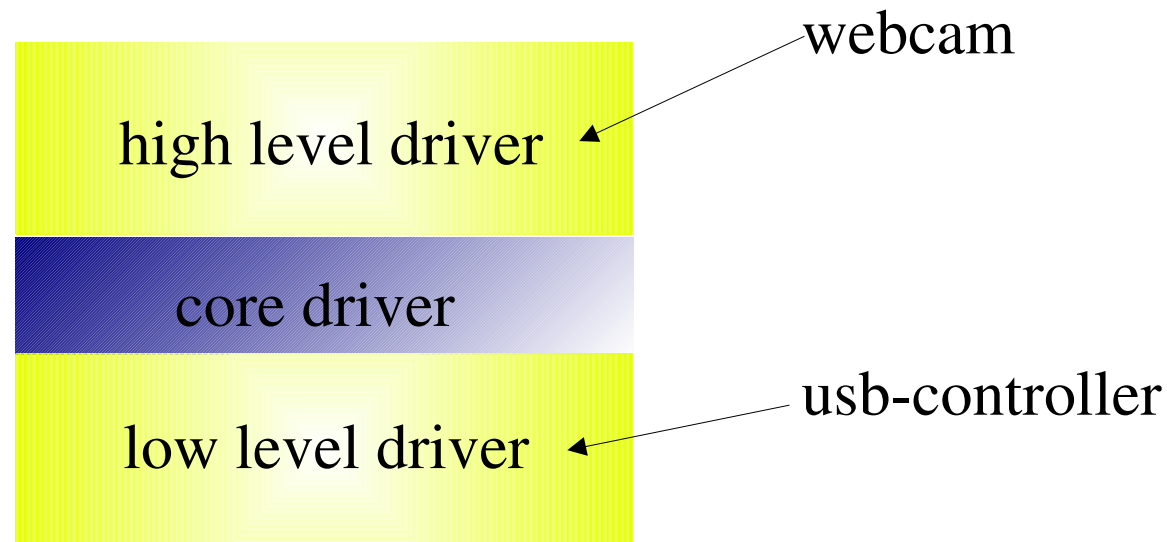 webcam
high level driver
core driver
usb-controller
low level driver